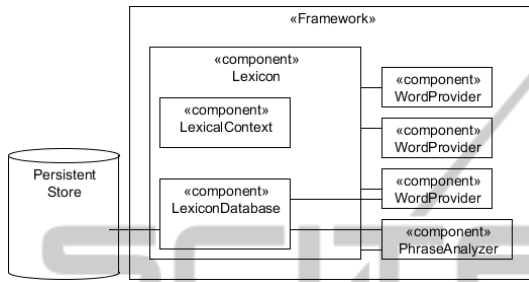 «Framework»
«component»
Lexicon
«component»
LexicalContext
«component»
LexiconDatabase
Persistent
Store
«component»
WordProvider
«component»
WordProvider
«component»
WordProvider
«component»
PhraseAnalyzer